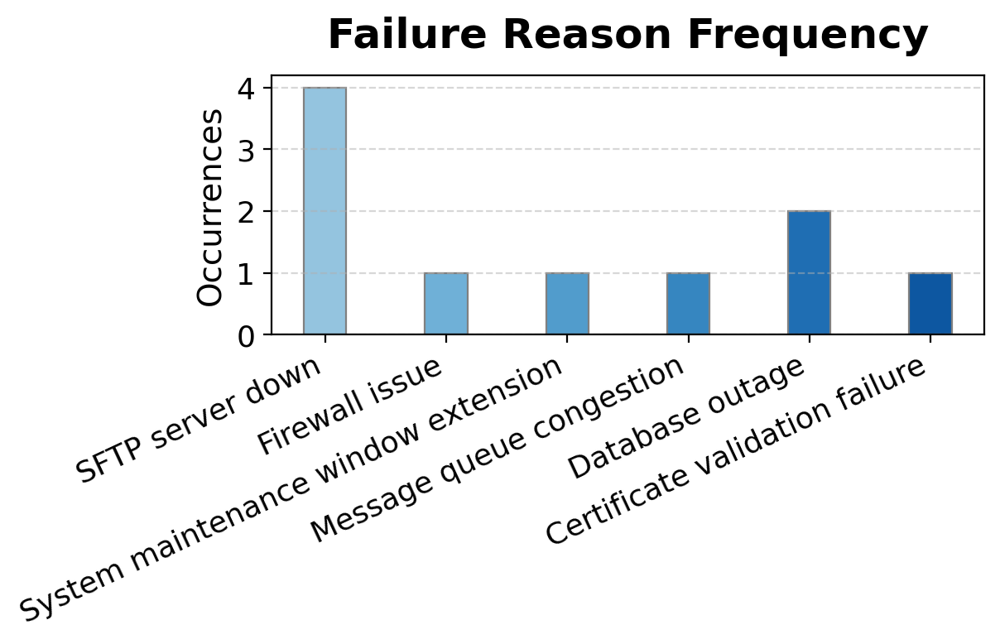 Failure Reason Frequency
Occurrences
4
3
2
1
0
SFTP server down
Firewall issue
System maintenance window extension
Message queue congestion
Database outage
Certificate validation failure